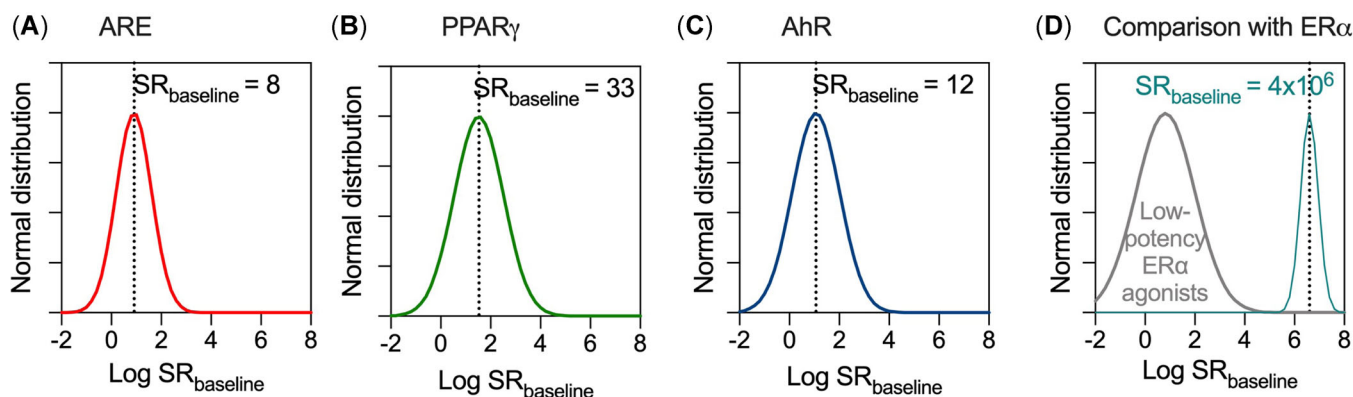 (A) ARE
SRbaseline = 8
Normal distribution
-2 0 2 4 6 8
Log SRbaseline
(B) PPARγ
SRbaseline = 33
Normal distribution
-2 0 2 4 6 8
Log SRbaseline
(C) AhR
SRbaseline = 12
Normal distribution
-2 0 2 4 6 8
Log SRbaseline
(D) Comparison with ERα
SRbaseline = 4x10⁶
Normal distribution
Low-
potency
ERα
agonists
-2 0 2 4 6 8
Log SRbaseline